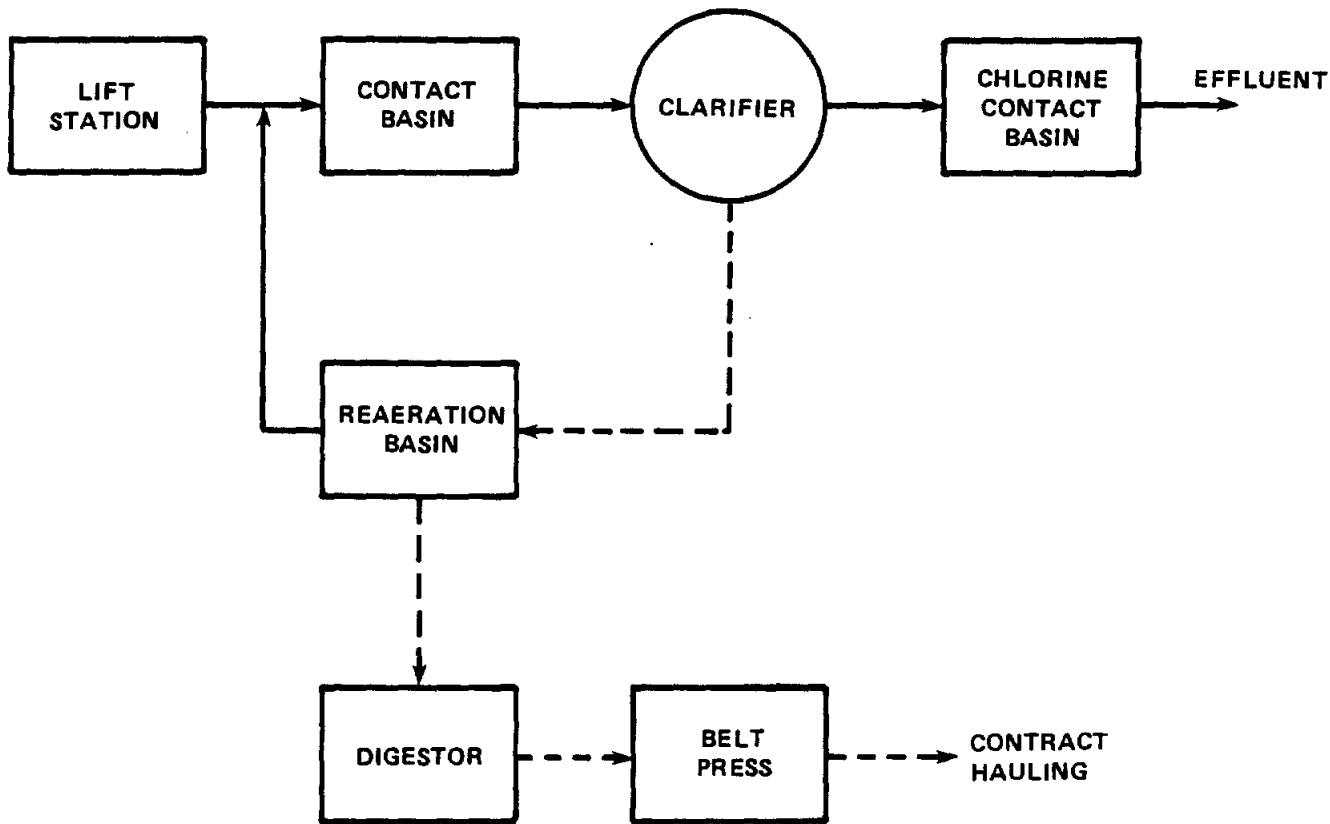 LIFT
STATION
CONTACT
BASIN
CLARIFIER
CHLORINE
CONTACT
BASIN
EFFLUENT
REAERATION
BASIN
DIGESTOR
BELT
PRESS
CONTRACT
HAULING